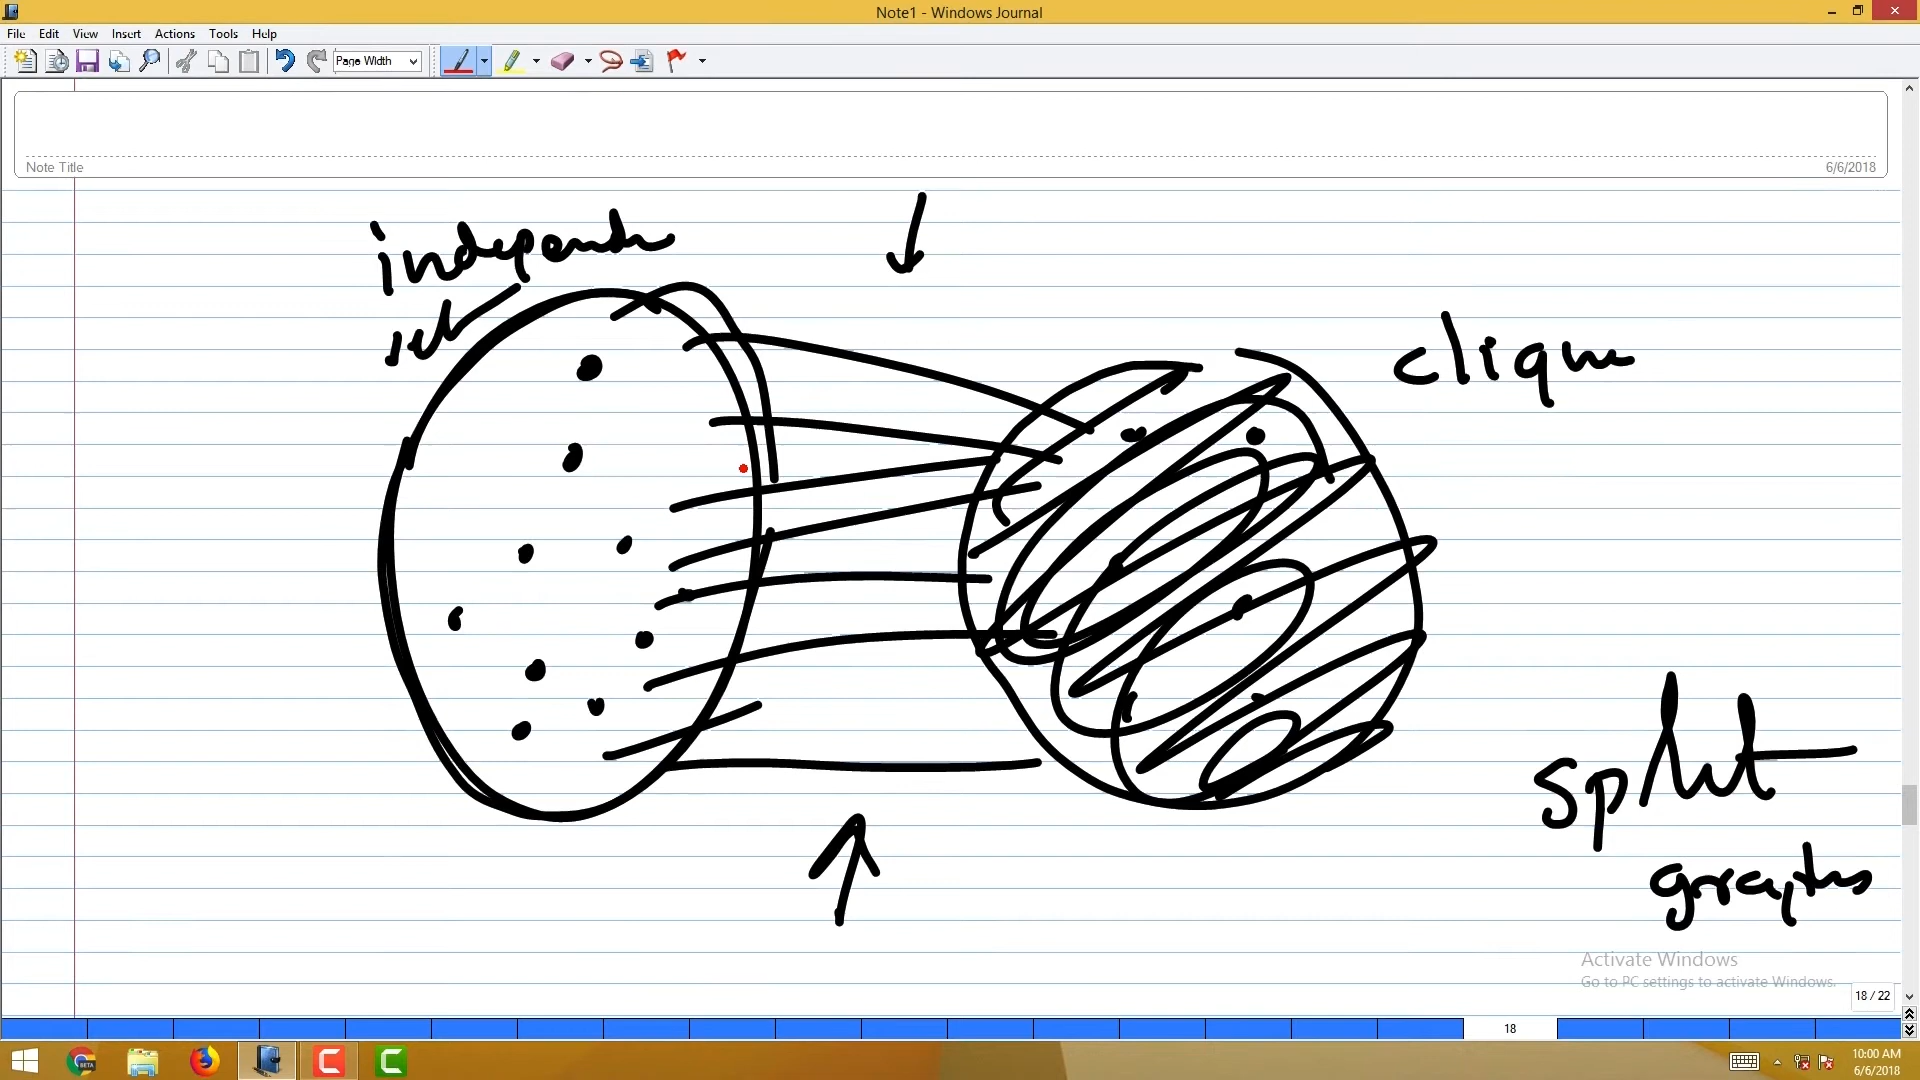 Note1 - Windows Journal
File Edit View Insert Actions Tools Help
Page Width
Note Title
6/6/2018
independ
set
clique
split
graphs
Activate Windows
Go to PC settings to activate Windows.
18 / 22
18
BETA
10:00 AM
6/6/2018